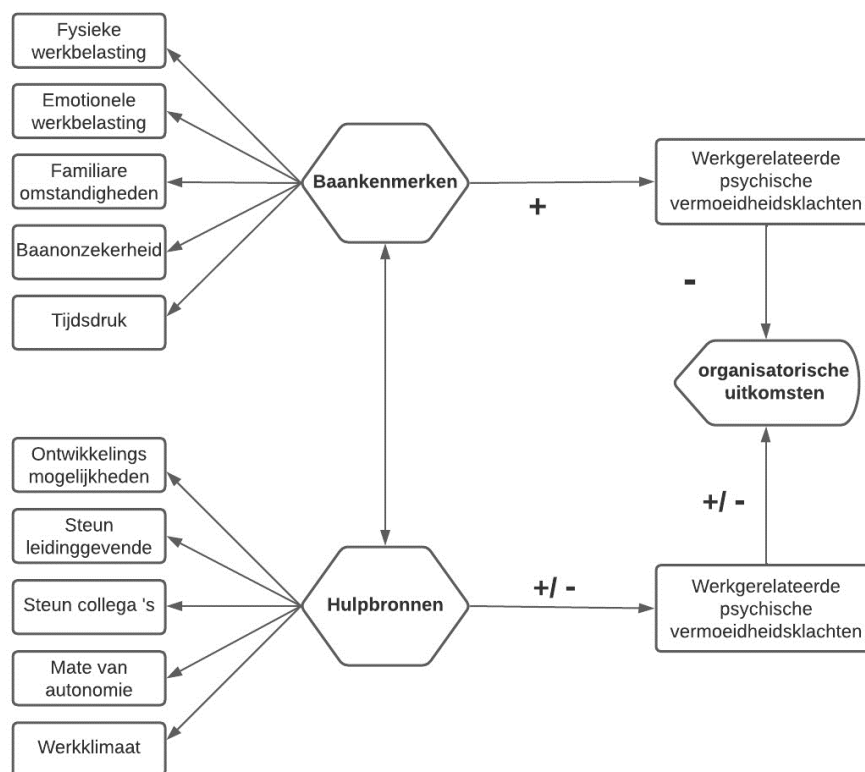 Fysieke
werkbelasting
Emotionele
werkbelasting
Familiare
omstandigheden
Baanonzekerheid
Tijdsdruk
Baankenmerken
+
Werkgerelateerde
psychische
vermoeidheidsklachten
-
organisatorische
uitkomsten
+/ -
Ontwikkelings
mogelijkheden
Steun
leidinggevende
Steun collega 's
Mate van
autonomie
Werkklimaat
Hulpbronnen
+/ -
Werkgerelateerde
psychische
vermoeidheidsklachten